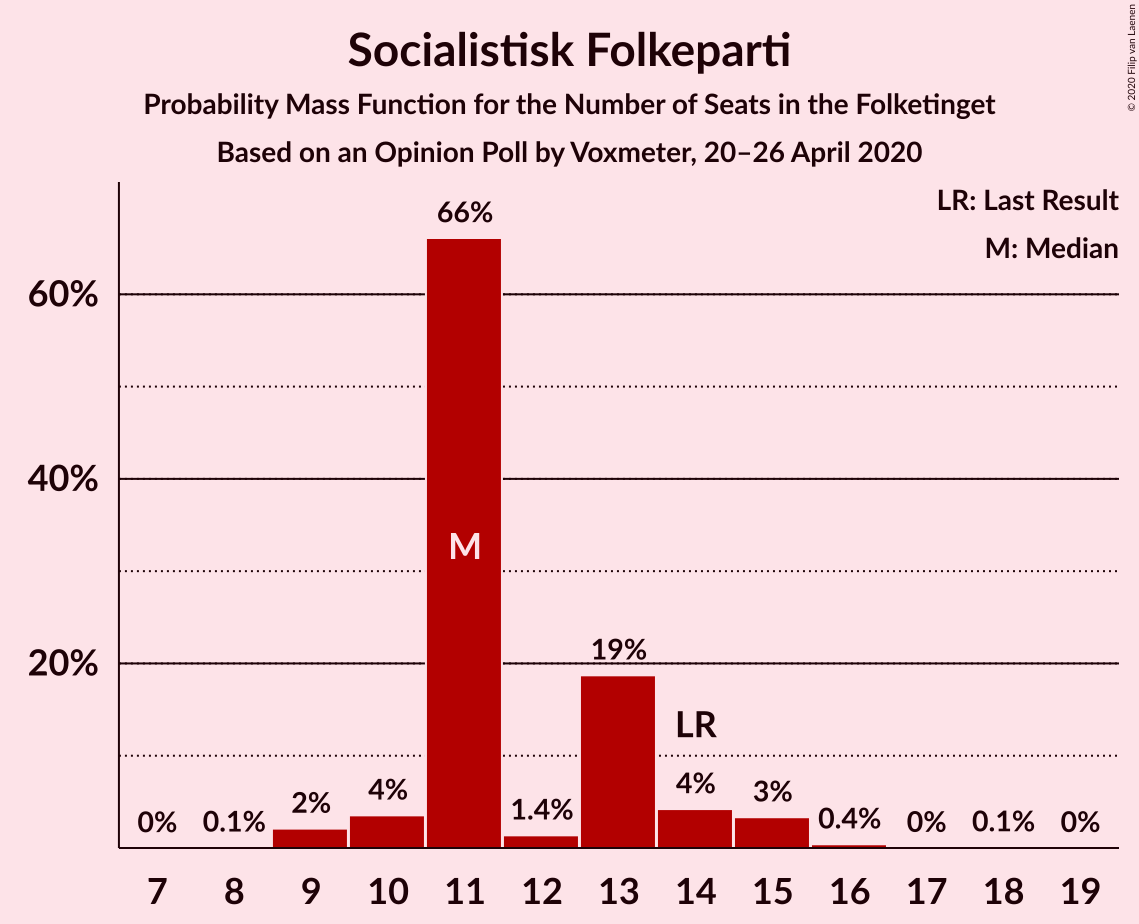 © 2020 Filip van Laenen
Socialistisk Folkeparti
Probability Mass Function for the Number of Seats in the Folketinget
Based on an Opinion Poll by Voxmeter, 20–26 April 2020
LR: Last Result
M: Median
60%
40%
20%
0%
0.1%
2%
4%
66%
M
1.4%
19%
LR
4%
3%
0.4%
0%
0.1%
0%
7 8 9 10 11 12 13 14 15 16 17 18 19